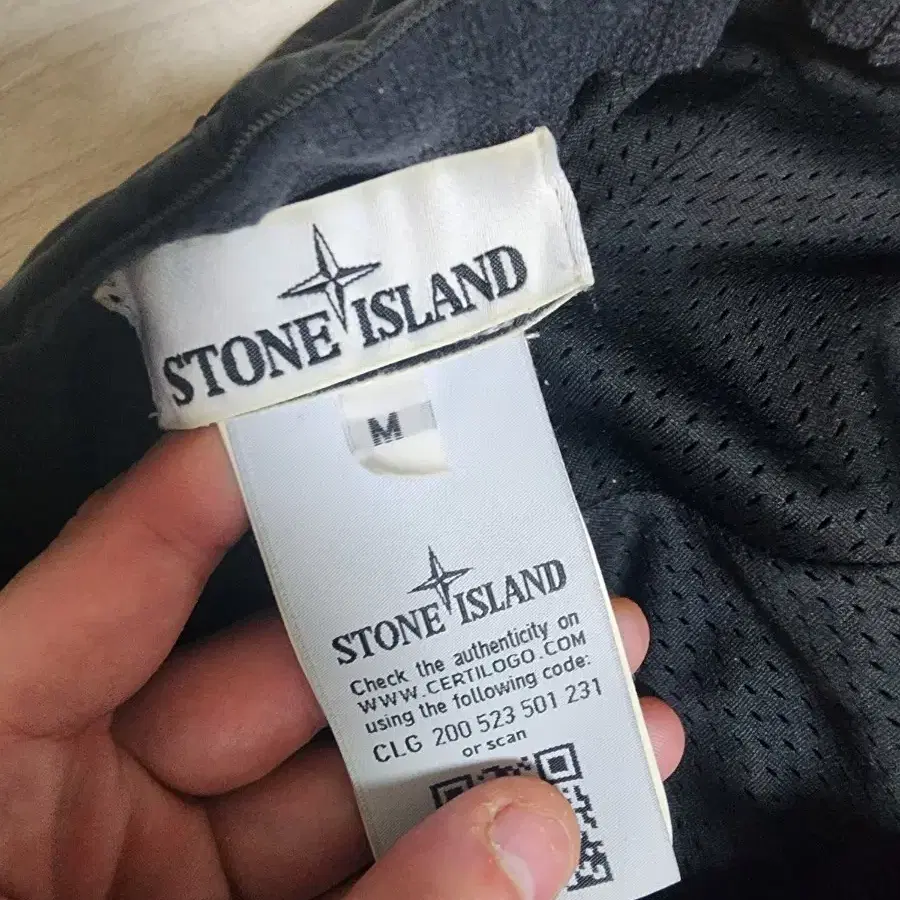 STONE ISLAND
M
STONE ISLAND
Check the authenticity on
WWW.CERTILOGO.COM
using the following code:
CLG 200 523 501 231
or scan